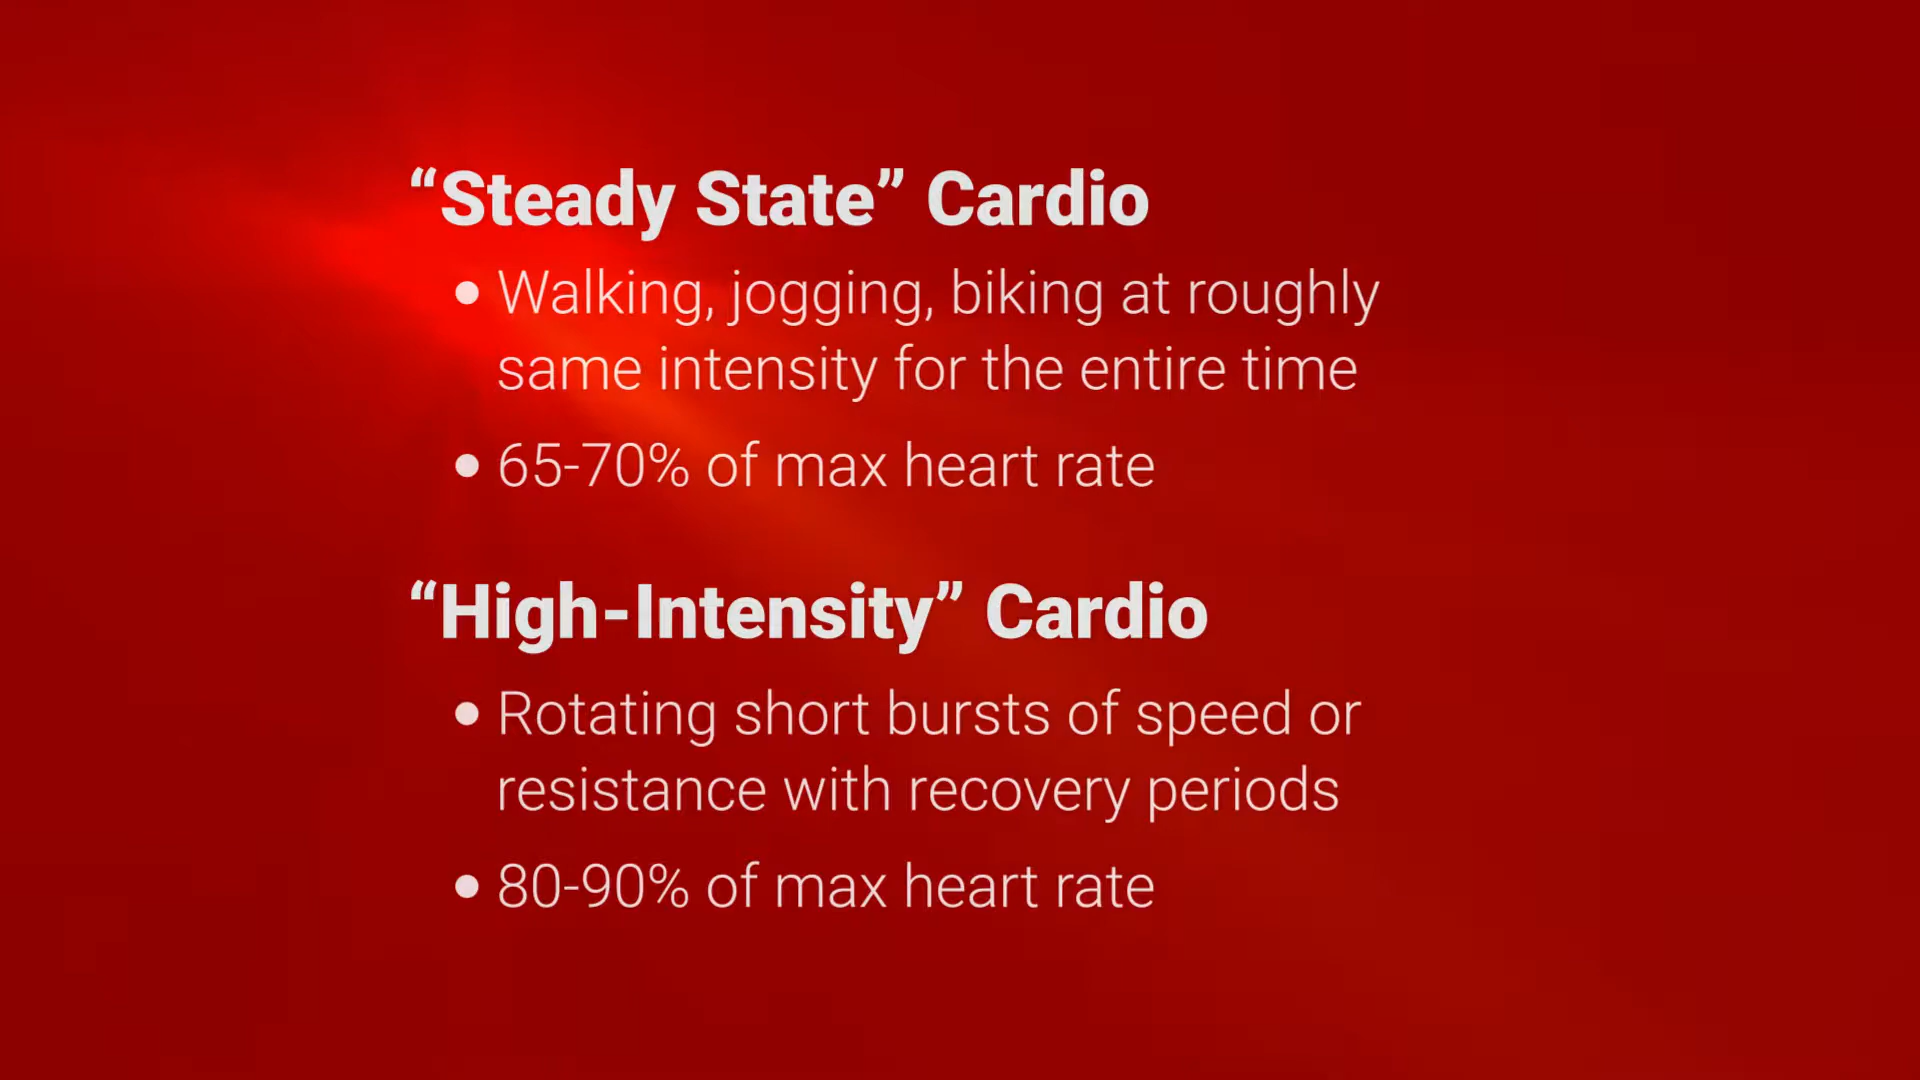 “Steady State” Cardio
• Walking, jogging, biking at roughly
same intensity for the entire time
• 65-70% of max heart rate
“High-Intensity” Cardio
• Rotating short bursts of speed or
resistance with recovery periods
• 80-90% of max heart rate